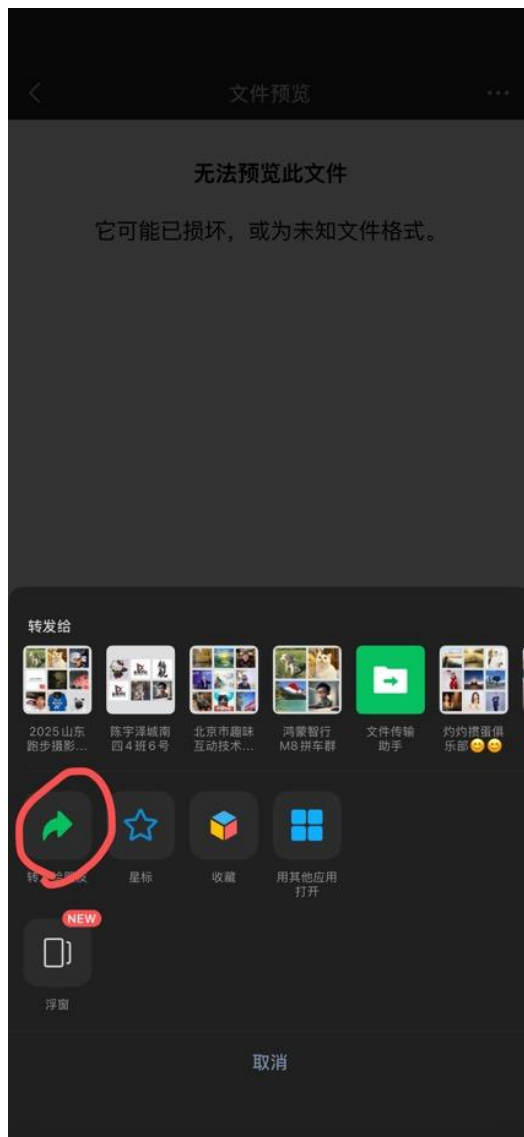 文件预览
无法预览此文件
它可能已损坏，或为未知文件格式。
转发给
2025山东
跑步摄影...
陈宇泽城南
四4班6号
北京市趣味
互动技术...
鸿蒙智行
M8拼车群
文件传输
助手
灼灼掼蛋俱
乐部😊😊
转发给朋友
星标
收藏
用其他应用
打开
NEW
浮窗
取消